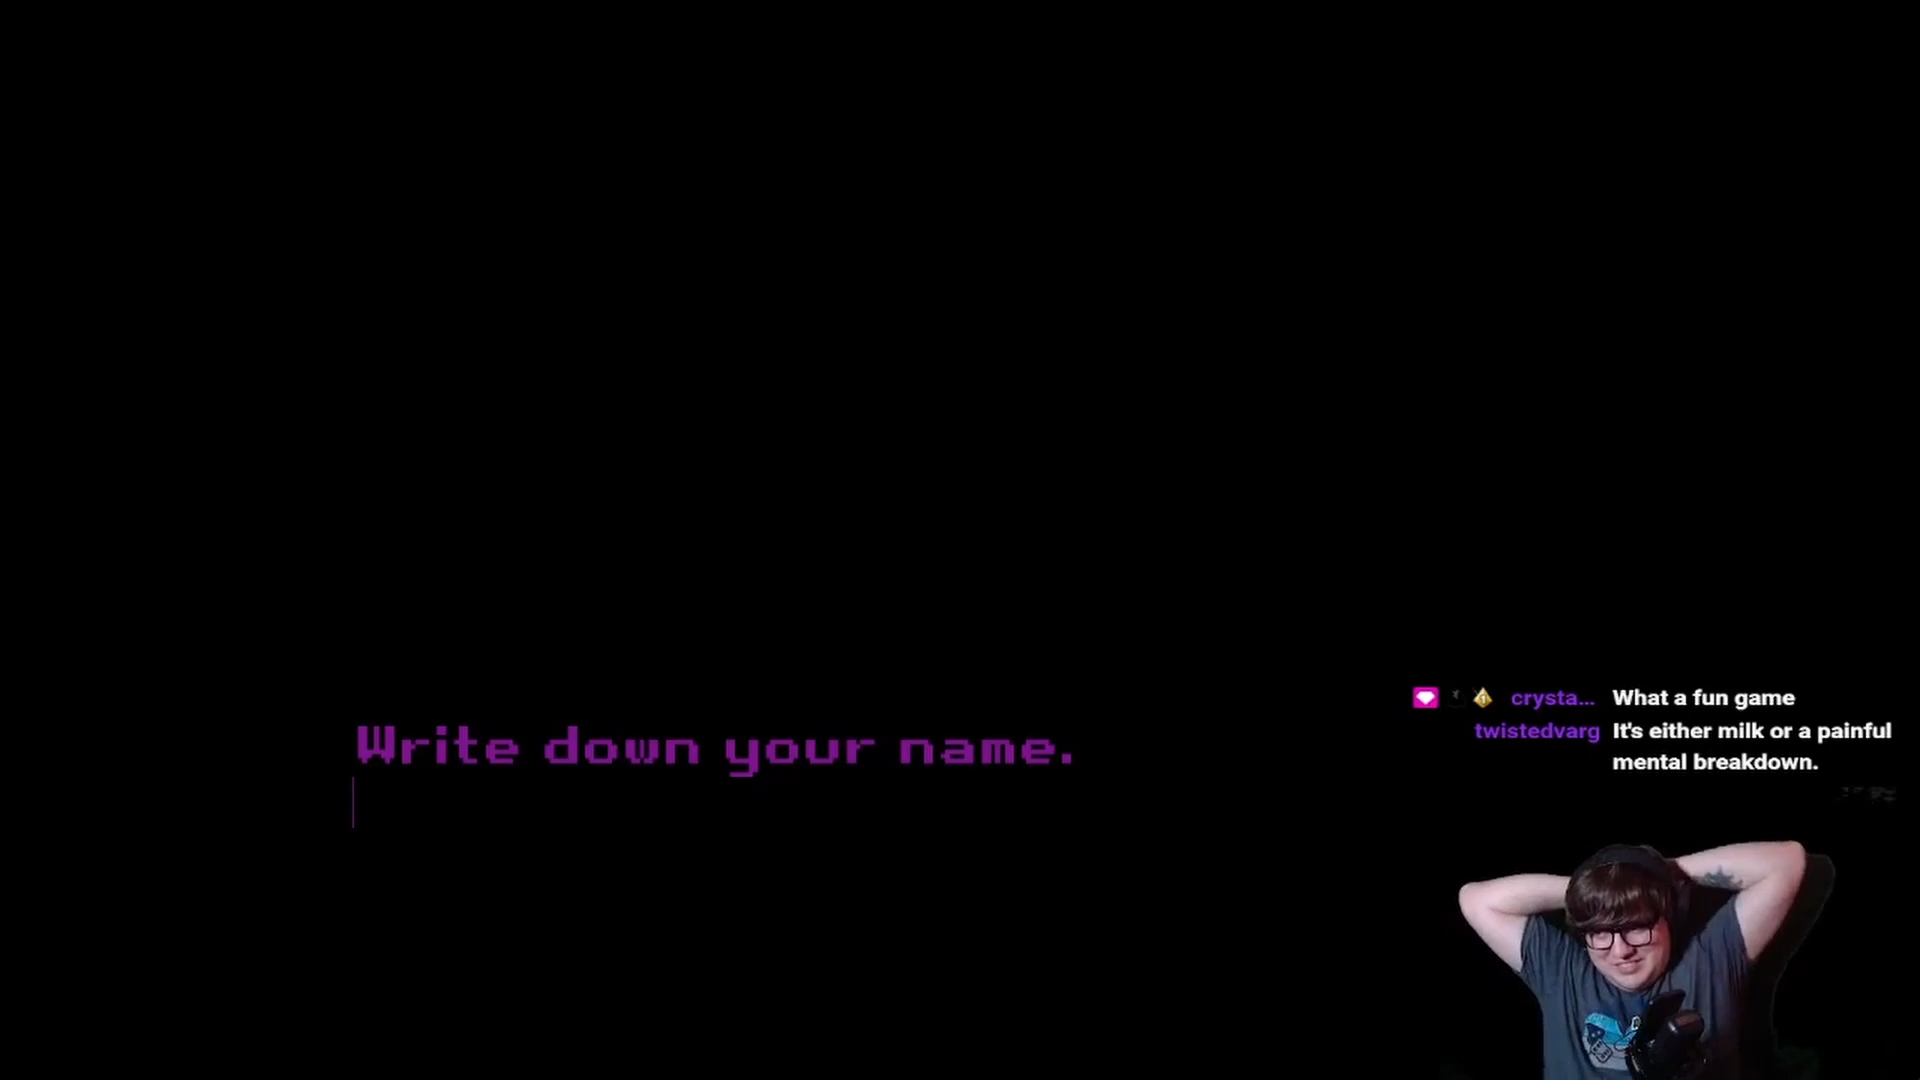 Write down your name.
crysta... What a fun game
twistedvarg It's either milk or a painful
mental breakdown.